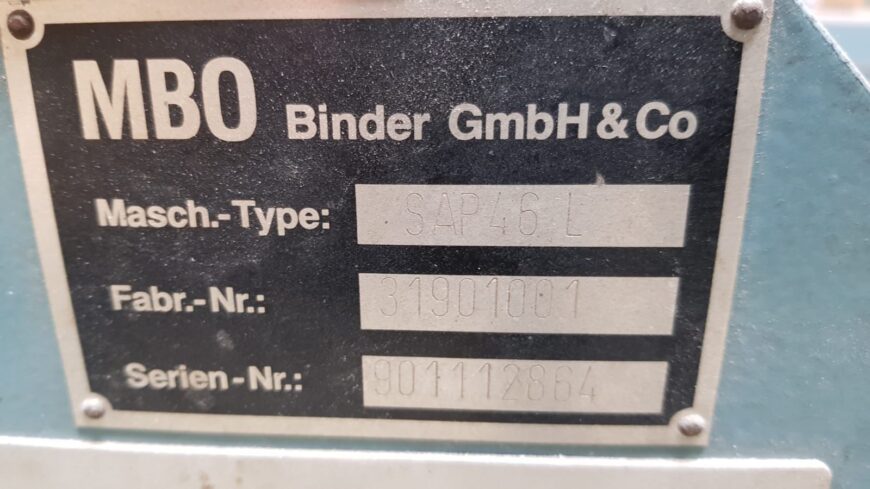 MBO Binder GmbH & Co
Masch.-Type: SAP46 L
Fabr.-Nr.: 31901001
Serien-Nr.: 901112864